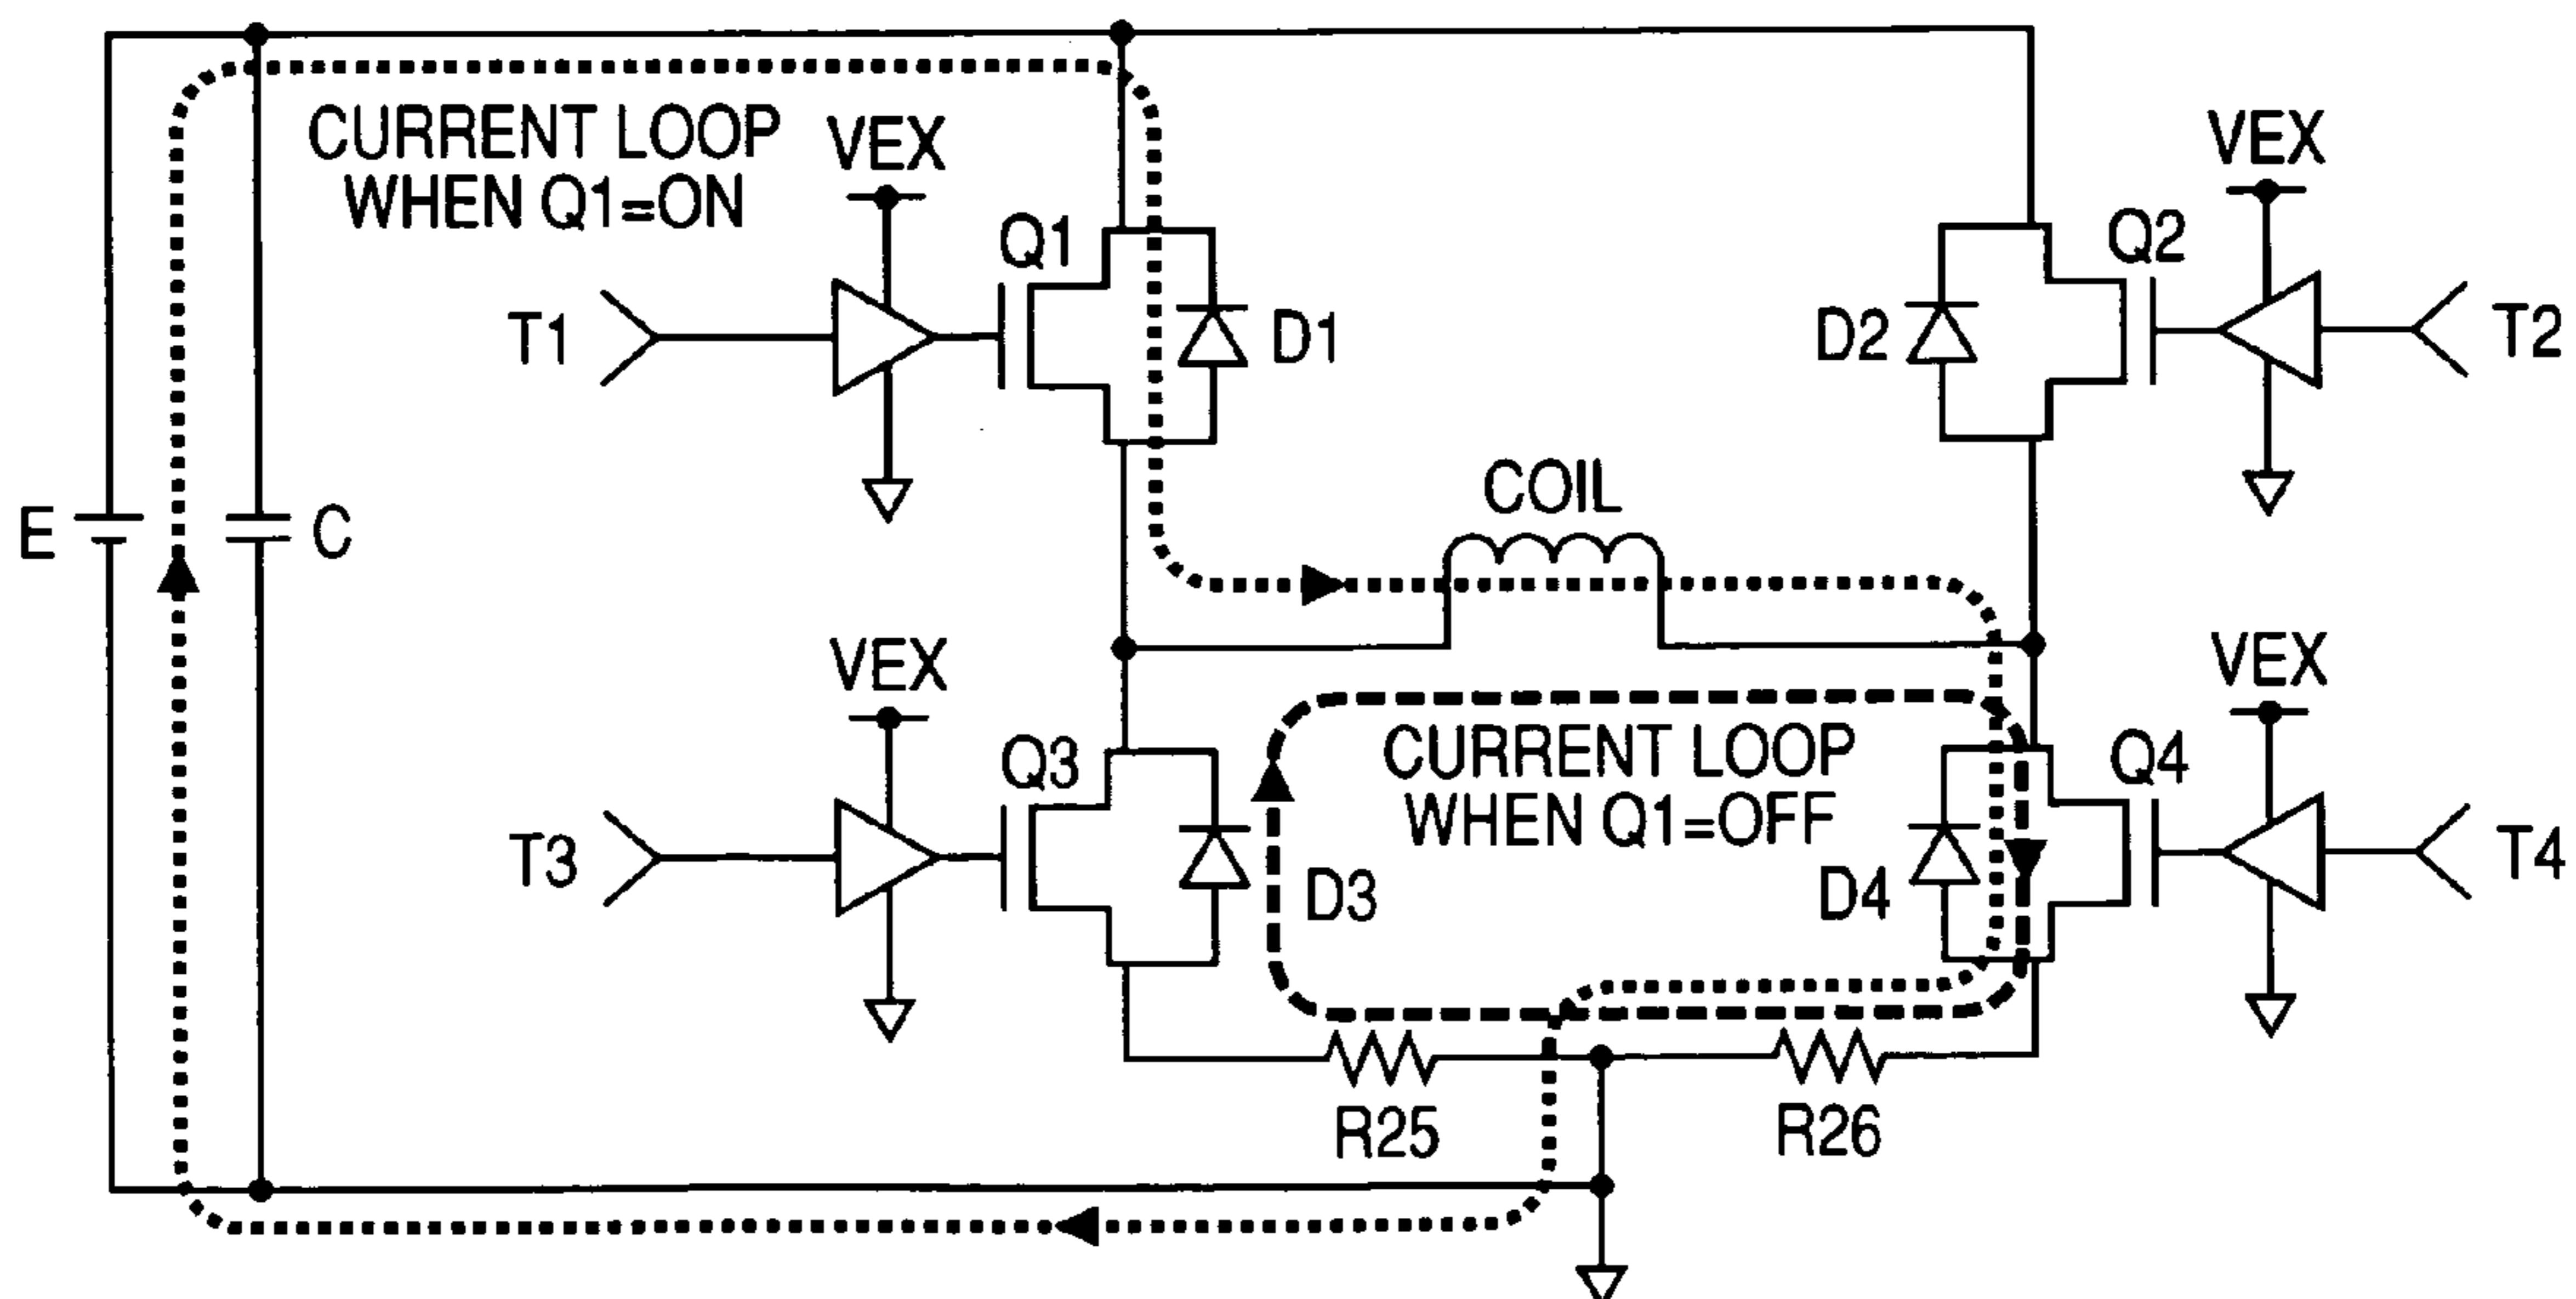 CURRENT LOOP
WHEN Q1=ON
VEX
VEX
Q1
Q2
T1
D1
D2
T2
COIL
E
C
VEX
VEX
Q3
CURRENT LOOP
WHEN Q1=OFF
Q4
T3
D3
D4
T4
R25
R26